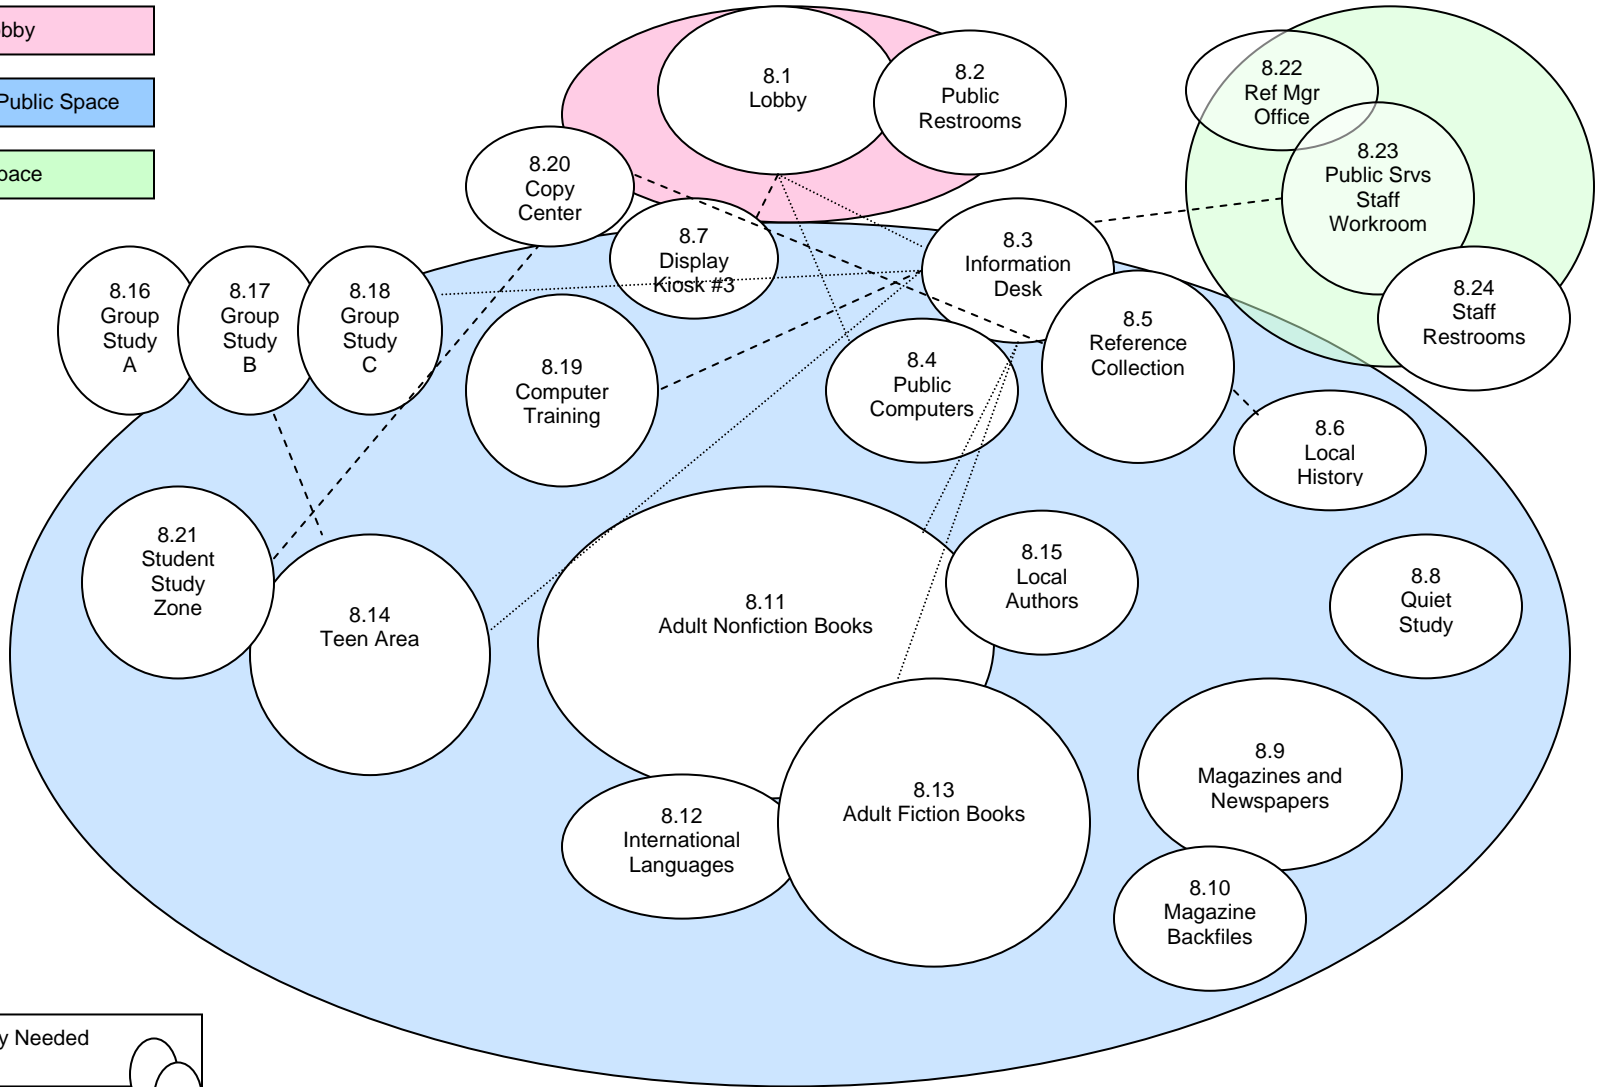 bby
Public Space
pace
8.1
Lobby
8.2
Public
Restrooms
8.22
Ref Mgr
Office
8.23
Public Srvs
Staff
Workroom
8.24
Staff
Restrooms
8.20
Copy
Center
8.7
Display
Kiosk #3
8.3
Information
Desk
8.16
Group
Study
A
8.17
Group
Study
B
8.18
Group
Study
C
8.19
Computer
Training
8.4
Public
Computers
8.5
Reference
Collection
8.6
Local
History
8.21
Student
Study
Zone
8.14
Teen Area
8.11
Adult Nonfiction Books
8.15
Local
Authors
8.8
Quiet
Study
8.12
International
Languages
8.13
Adult Fiction Books
8.9
Magazines and
Newspapers
8.10
Magazine
Backfiles
y Needed